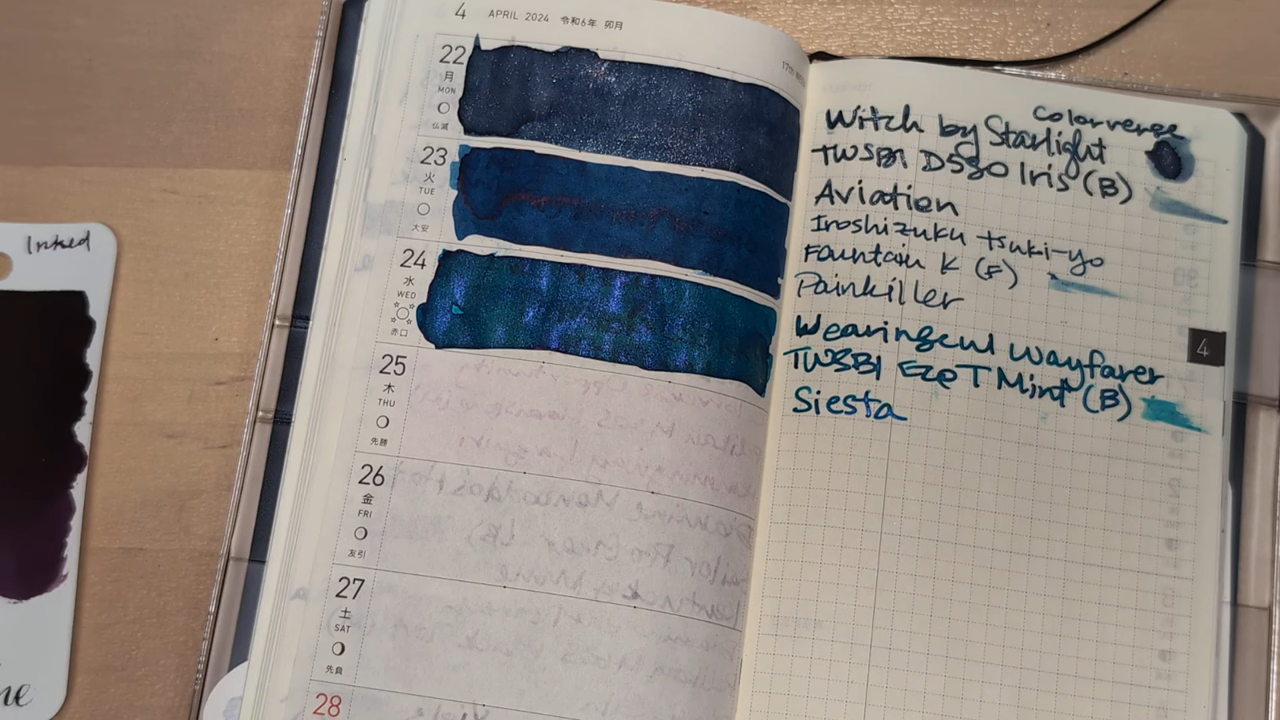 Inked
4 APRIL 2024 令和6年 卯月
22
月
MON
仏滅
23
火
TUE
大安
24
水
WED
赤口
25
木
THU
先勝
26
金
FRI
友引
27
土
SAT
先負
28
17th
Colorverse
Witch by Starlight
TWSBI D580 Iris (B)
Aviation
Iroshizuku tsuki-yo
Fountain K (F)
Painkiller
Wearingeul Wayfarer
TWSBI Eco T Mint (B)
Siesta
4